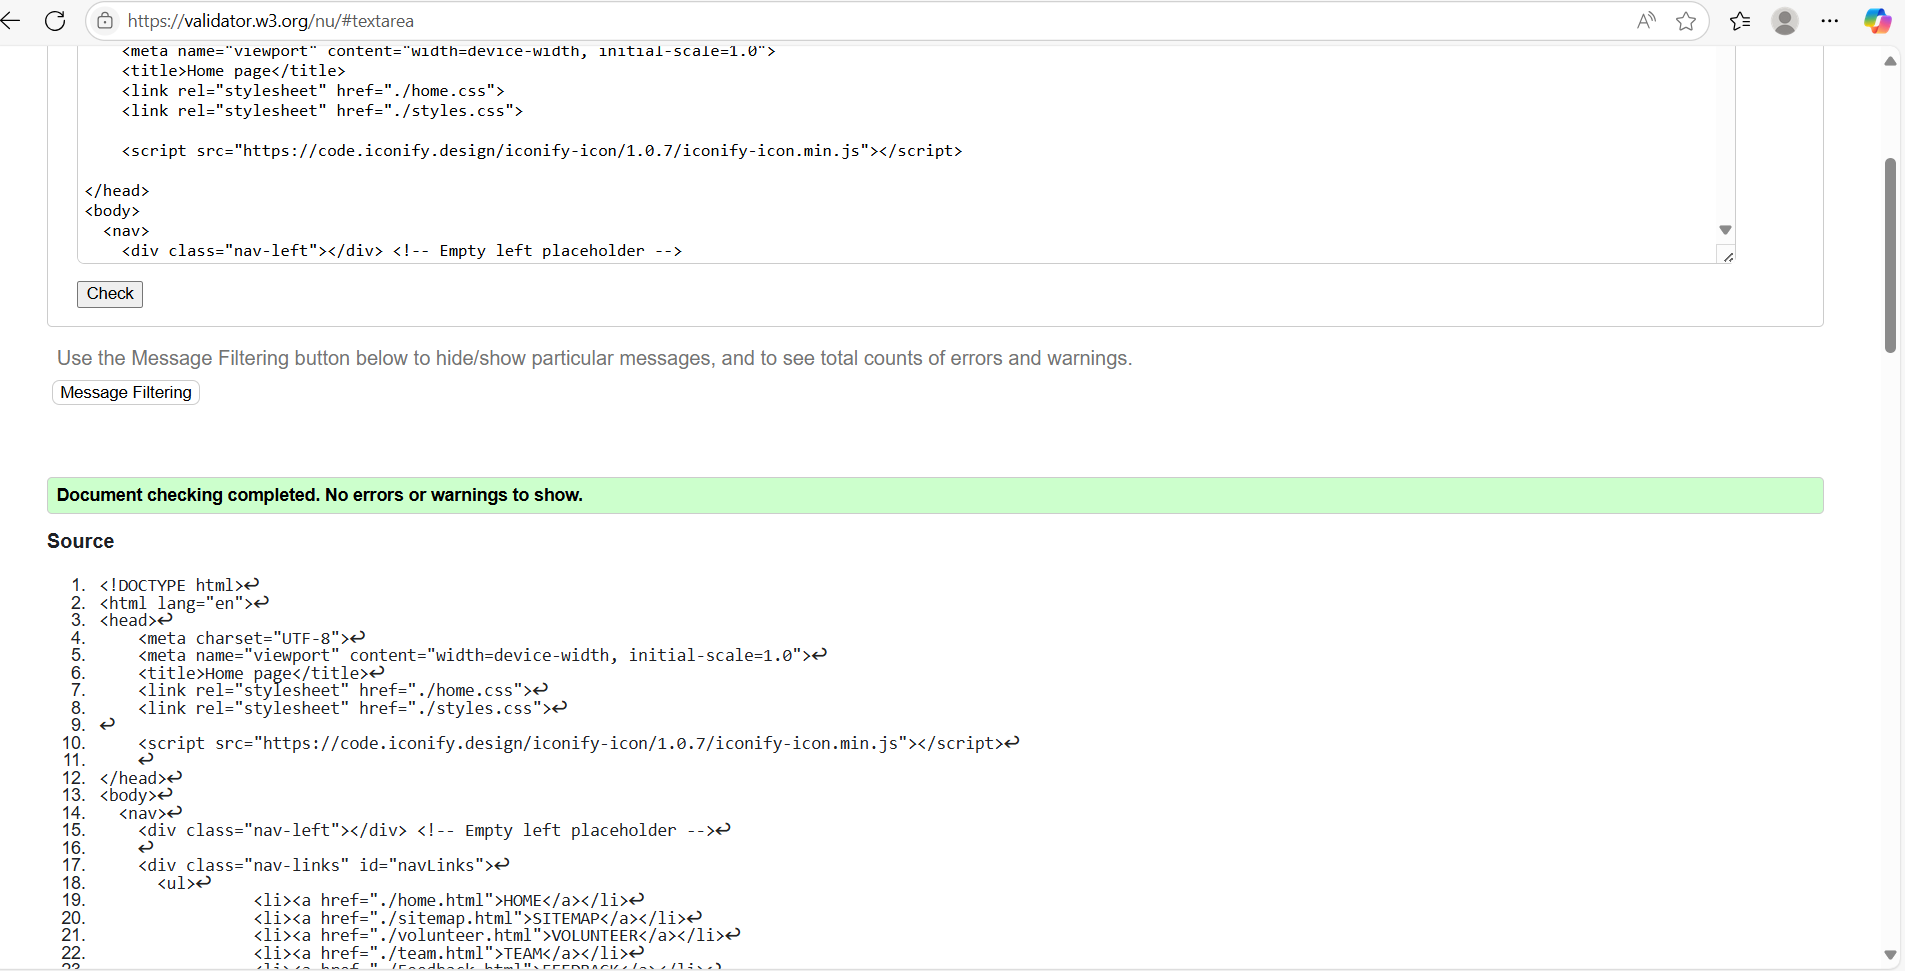 https://validator.w3.org/nu/#textarea
<meta name="viewport" content="width=device-width, initial-scale=1.0">
<title>Home page</title>
<link rel="stylesheet" href="./home.css">
<link rel="stylesheet" href="./styles.css">
<script src="https://code.iconify.design/iconify-icon/1.0.7/iconify-icon.min.js"></script>
</head>
<body>
<nav>
<div class="nav-left"></div> <!-- Empty left placeholder -->
Check
Use the Message Filtering button below to hide/show particular messages, and to see total counts of errors and warnings.
Message Filtering
Document checking completed. No errors or warnings to show.
Source
1. <!DOCTYPE html>↩
2. <html lang="en">↩
3. <head>↩
4. <meta charset="UTF-8">↩
5. <meta name="viewport" content="width=device-width, initial-scale=1.0">↩
6. <title>Home page</title>↩
7. <link rel="stylesheet" href="./home.css">↩
8. <link rel="stylesheet" href="./styles.css">↩
9. ↩
10. <script src="https://code.iconify.design/iconify-icon/1.0.7/iconify-icon.min.js"></script>↩
11. ↩
12. </head>↩
13. <body>↩
14. <nav>↩
15. <div class="nav-left"></div> <!-- Empty left placeholder -->↩
16. ↩
17. <div class="nav-links" id="navLinks">↩
18. <ul>↩
19. <li><a href="./home.html">HOME</a></li>↩
20. <li><a href="./sitemap.html">SITEMAP</a></li>↩
21. <li><a href="./volunteer.html">VOLUNTEER</a></li>↩
22. <li><a href="./team.html">TEAM</a></li>↩
23. <li><a href="./Feedback.html">FEEDBACK</a></li>↩